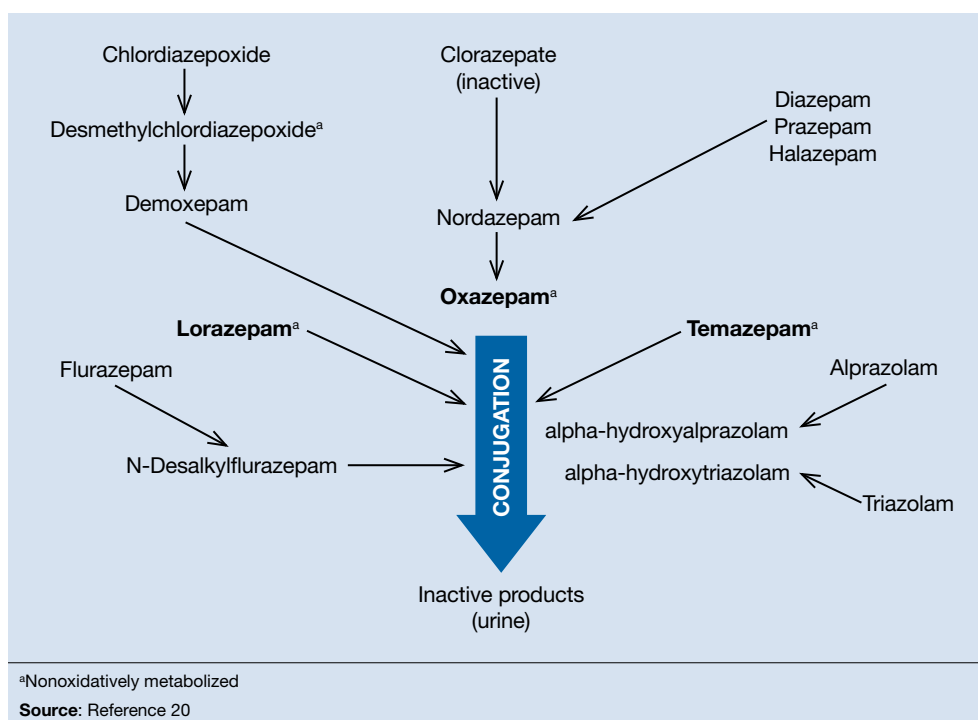 Chlordiazepoxide
Desmethylchlordiazepoxideª
Demoxepam
Clorazepate
(inactive)
Diazepam
Prazepam
Halazepam
Nordazepam
Oxazepamª
Lorazepamª
Temazepamª
Flurazepam
N-Desalkylflurazepam
Alprazolam
alpha-hydroxyalprazolam
alpha-hydroxytriazolam
Triazolam
CONJUGATION
Inactive products
(urine)
ªNonoxidatively metabolized
Source: Reference 20